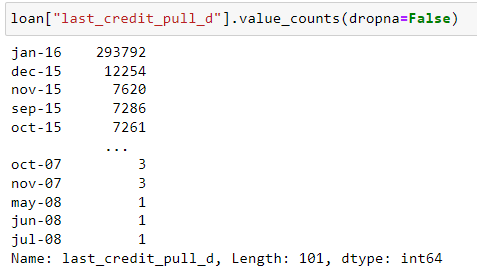 loan["last_credit_pull_d"].value_counts(dropna=False)
jan-16    293792
dec-15     12254
nov-15      7620
sep-15      7286
oct-15      7261
...
oct-07         3
nov-07         3
may-08         1
jun-08         1
jul-08         1
Name: last_credit_pull_d, Length: 101, dtype: int64